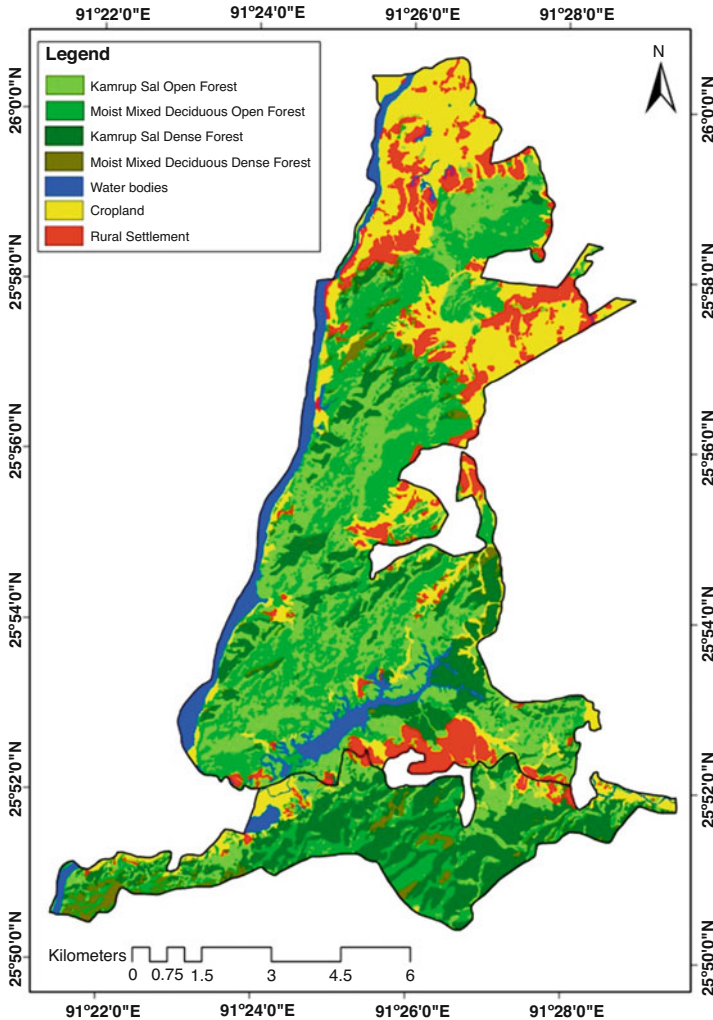 91°22'0"E 91°24'0"E 91°26'0"E 91°28'0"E
Legend
Kamrup Sal Open Forest
Moist Mixed Deciduous Open Forest
Kamrup Sal Dense Forest
Moist Mixed Deciduous Dense Forest
Water bodies
Cropland
Rural Settlement
N
26°0'0"N
25°58'0"N
25°56'0"N
25°54'0"N
25°52'0"N
25°50'0"N
26°0'0"N
25°58'0"N
25°56'0"N
25°54'0"N
25°52'0"N
25°50'0"N
Kilometers
0 0.75 1.5 3 4.5 6
91°22'0"E 91°24'0"E 91°26'0"E 91°28'0"E